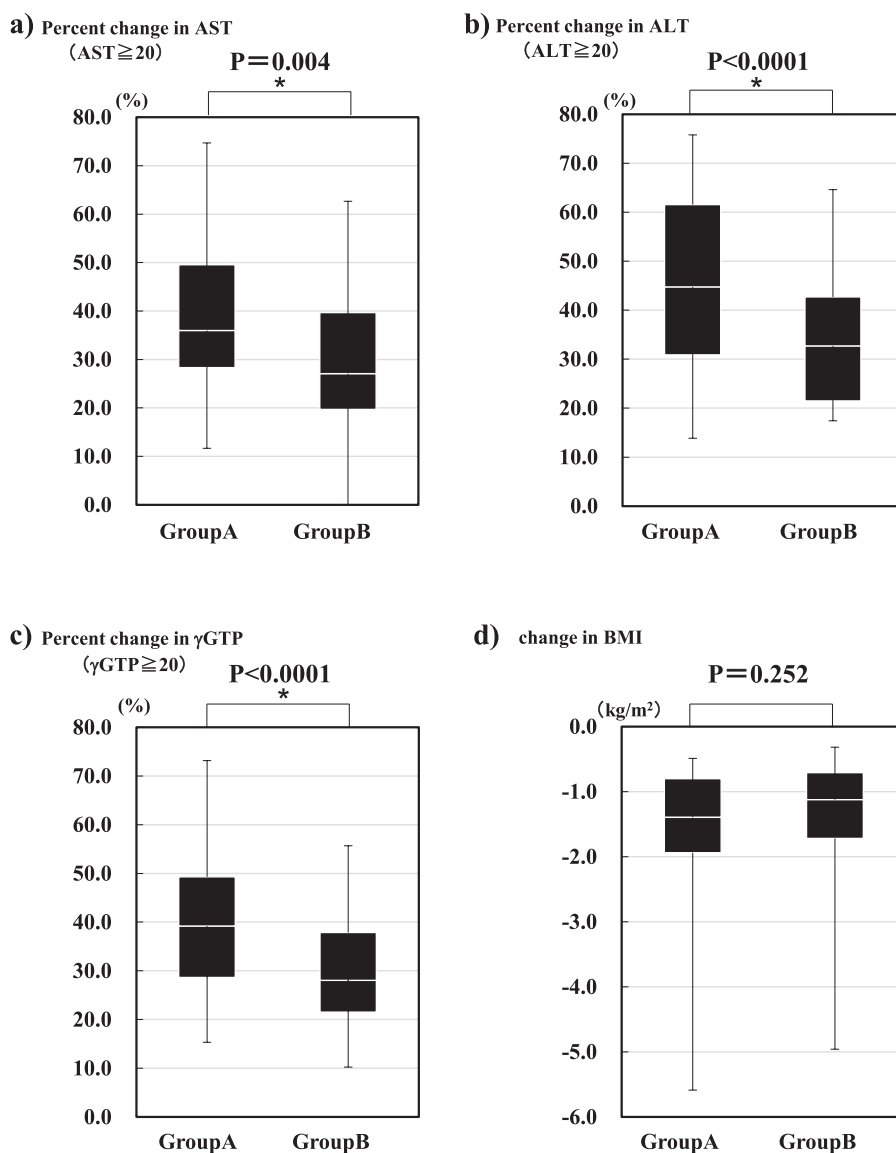 a) Percent change in AST
（AST≧20）
P＝0.004
*
(%)
80.0
70.0
60.0
50.0
40.0
30.0
20.0
10.0
0.0
GroupA GroupB
b) Percent change in ALT
（ALT≧20）
P<0.0001
*
(%)
80.0
70.0
60.0
50.0
40.0
30.0
20.0
10.0
0.0
GroupA GroupB
c) Percent change in γGTP
（γGTP≧20）
P<0.0001
*
(%)
80.0
70.0
60.0
50.0
40.0
30.0
20.0
10.0
0.0
GroupA GroupB
d) change in BMI
P＝0.252
（kg/m²）
0.0
-1.0
-2.0
-3.0
-4.0
-5.0
-6.0
GroupA GroupB